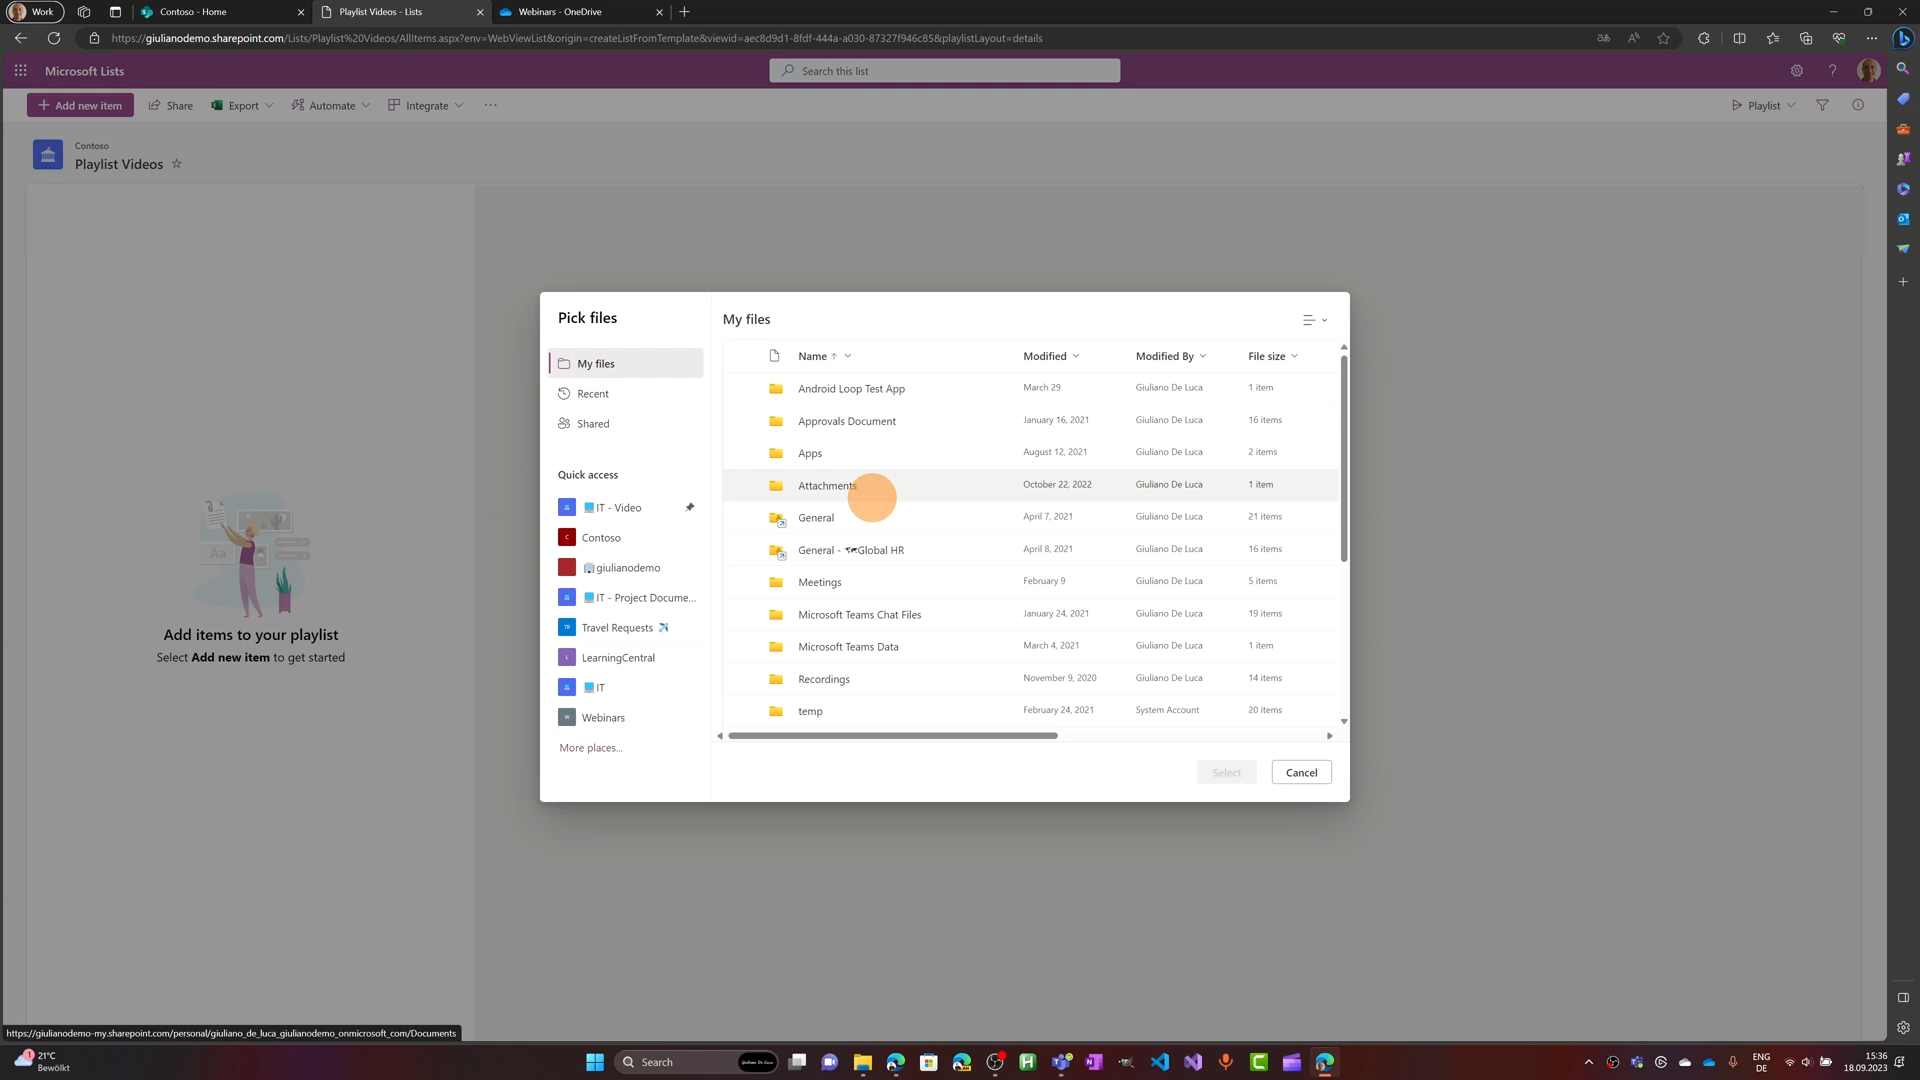 Work
Contoso - Home
Playlist Videos - Lists
Webinars - OneDrive
https://giulianodemo.sharepoint.com/Lists/Playlist%20Videos/AllItems.aspx?env=WebViewList&origin=createListFromTemplate&viewid=aec8d9d1-8fdf-444a-a030-87327f946c85&playlistLayout=details
Microsoft Lists
Search this list
Add new item
Share
Export
Automate
Integrate
Playlist
Contoso
Playlist Videos
Aa
Add items to your playlist
Select Add new item to get started
Pick files
My files
Recent
Shared
Quick access
IT - Video
C Contoso
giulianodemo
IT - Project Docume...
TR Travel Requests
L LearningCentral
IT
W Webinars
More places...
My files
Name Modified Modified By File size
Android Loop Test App March 29 Giuliano De Luca 1 item
Approvals Document January 16, 2021 Giuliano De Luca 16 items
Apps August 12, 2021 Giuliano De Luca 2 items
Attachments October 22, 2022 Giuliano De Luca 1 item
General April 7, 2021 Giuliano De Luca 21 items
General - Global HR April 8, 2021 Giuliano De Luca 16 items
Meetings February 9 Giuliano De Luca 5 items
Microsoft Teams Chat Files January 24, 2021 Giuliano De Luca 19 items
Microsoft Teams Data March 4, 2021 Giuliano De Luca 1 item
Recordings November 9, 2020 Giuliano De Luca 14 items
temp February 24, 2021 System Account 20 items
Select
Cancel
https://giulianodemo-my.sharepoint.com/personal/giuliano_de_luca_giulianodemo_onmicrosoft_com/Documents
1
21°C
Bewölkt
Search
ENG
DE
15:36
18.09.2023